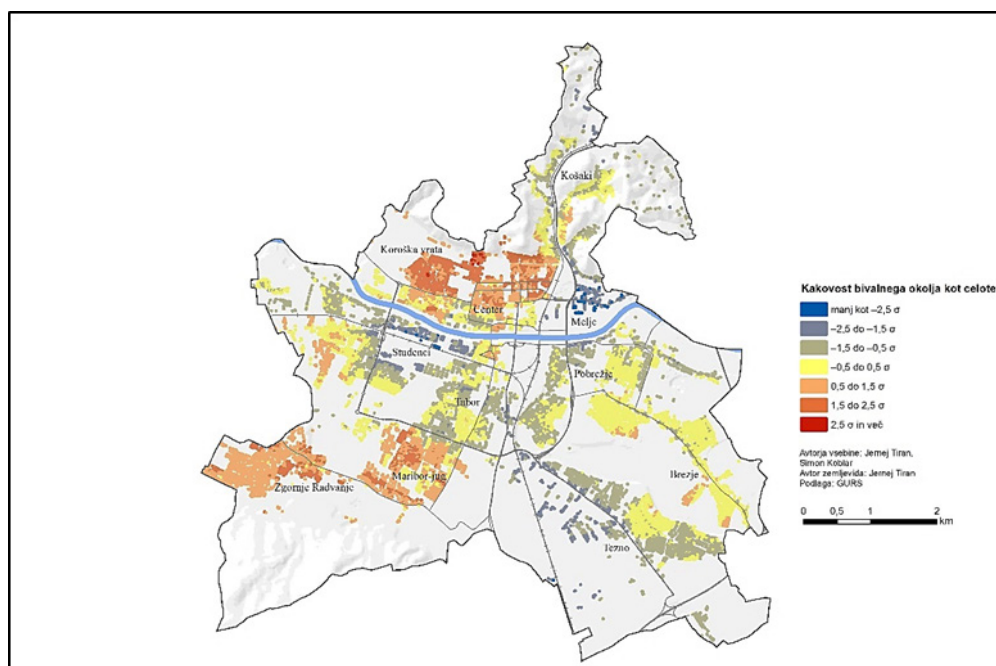 Košaki
Koroška vrata
Center
Melje
Studenci
Pobrežje
Tabor
Brezje
Zgornje Radvanje
Maribor-jug
Tezno
Kakovost bivalnega okolja kot celote
manj kot –2,5 σ
–2,5 do –1,5 σ
–1,5 do –0,5 σ
–0,5 do 0,5 σ
0,5 do 1,5 σ
1,5 do 2,5 σ
2,5 σ in več
Avtorja vsebine: Jernej Tiran,
Simon Koblar
Avtor zemljevida: Jernej Tiran
Podlaga: GURS
0 0,5 1 2
km